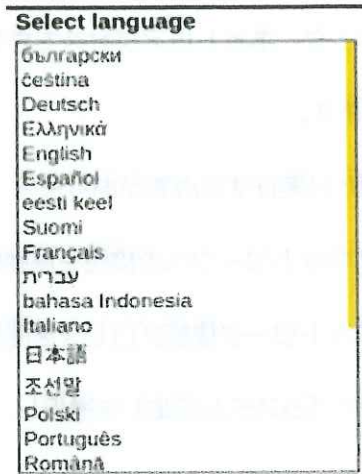 Select language
български
čeština
Deutsch
Ελληνικά
English
Español
eesti keel
Suomi
Français
עברית
bahasa Indonesia
Italiano
日本語
조선말
Polski
Português
Română